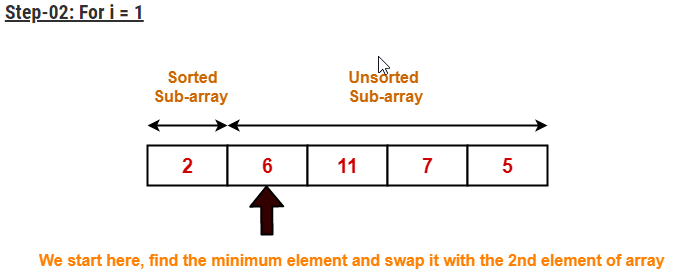 Step-02: For i = 1
Sorted Unsorted
Sub-array Sub-array
2 6 11 7 5
We start here, find the minimum element and swap it with the 2nd element of array